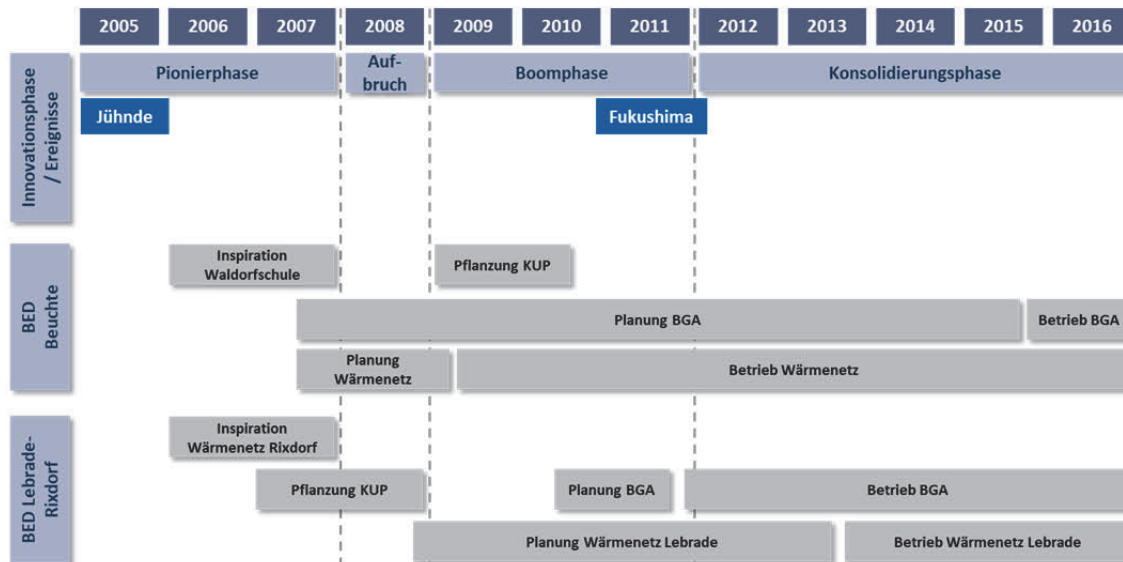 2005 2006 2007 2008 2009 2010 2011 2012 2013 2014 2015 2016
Innovationsphase
/ Ereignisse
Pionierphase
Auf-
bruch
Boomphase
Konsolidierungsphase
Jühnde
Fukushima
BED
Beuchte
Inspiration
Waldorfschule
Pflanzung KUP
Planung BGA
Betrieb BGA
Planung
Wärmenetz
Betrieb Wärmenetz
BED Lebrade-
Rixdorf
Inspiration
Wärmenetz Rixdorf
Pflanzung KUP
Planung BGA
Betrieb BGA
Planung Wärmenetz Lebrade
Betrieb Wärmenetz Lebrade